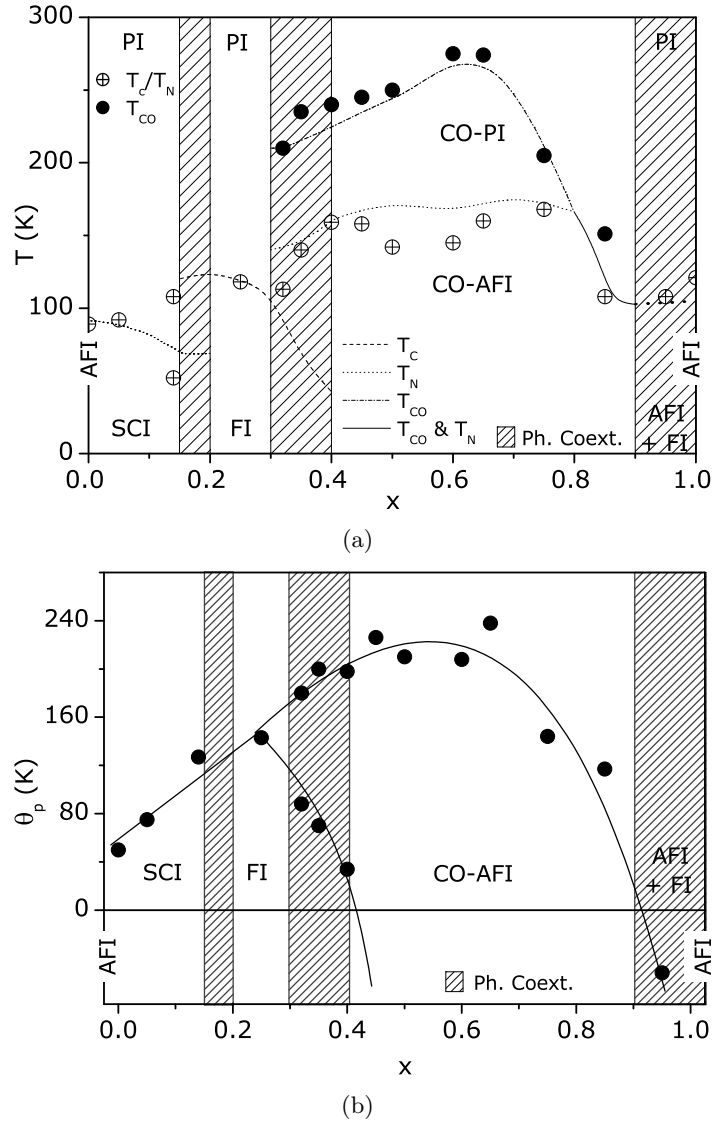 300
PI
PI
PI
T_c/T_N
T_CO
CO-PI
200
T (K)
CO-AFI
100
T_C
T_N
T_CO
T_CO & T_N
Ph. Coext.
AFI
SCI
FI
AFI
+ FI
AFI
0
0.0 0.2 0.4 0.6 0.8 1.0
x
(a)
240
160
θ_p (K)
80
SCI
FI
CO-AFI
AFI
+ FI
0
AFI
AFI
Ph. Coext.
0.0 0.2 0.4 0.6 0.8 1.0
x
(b)